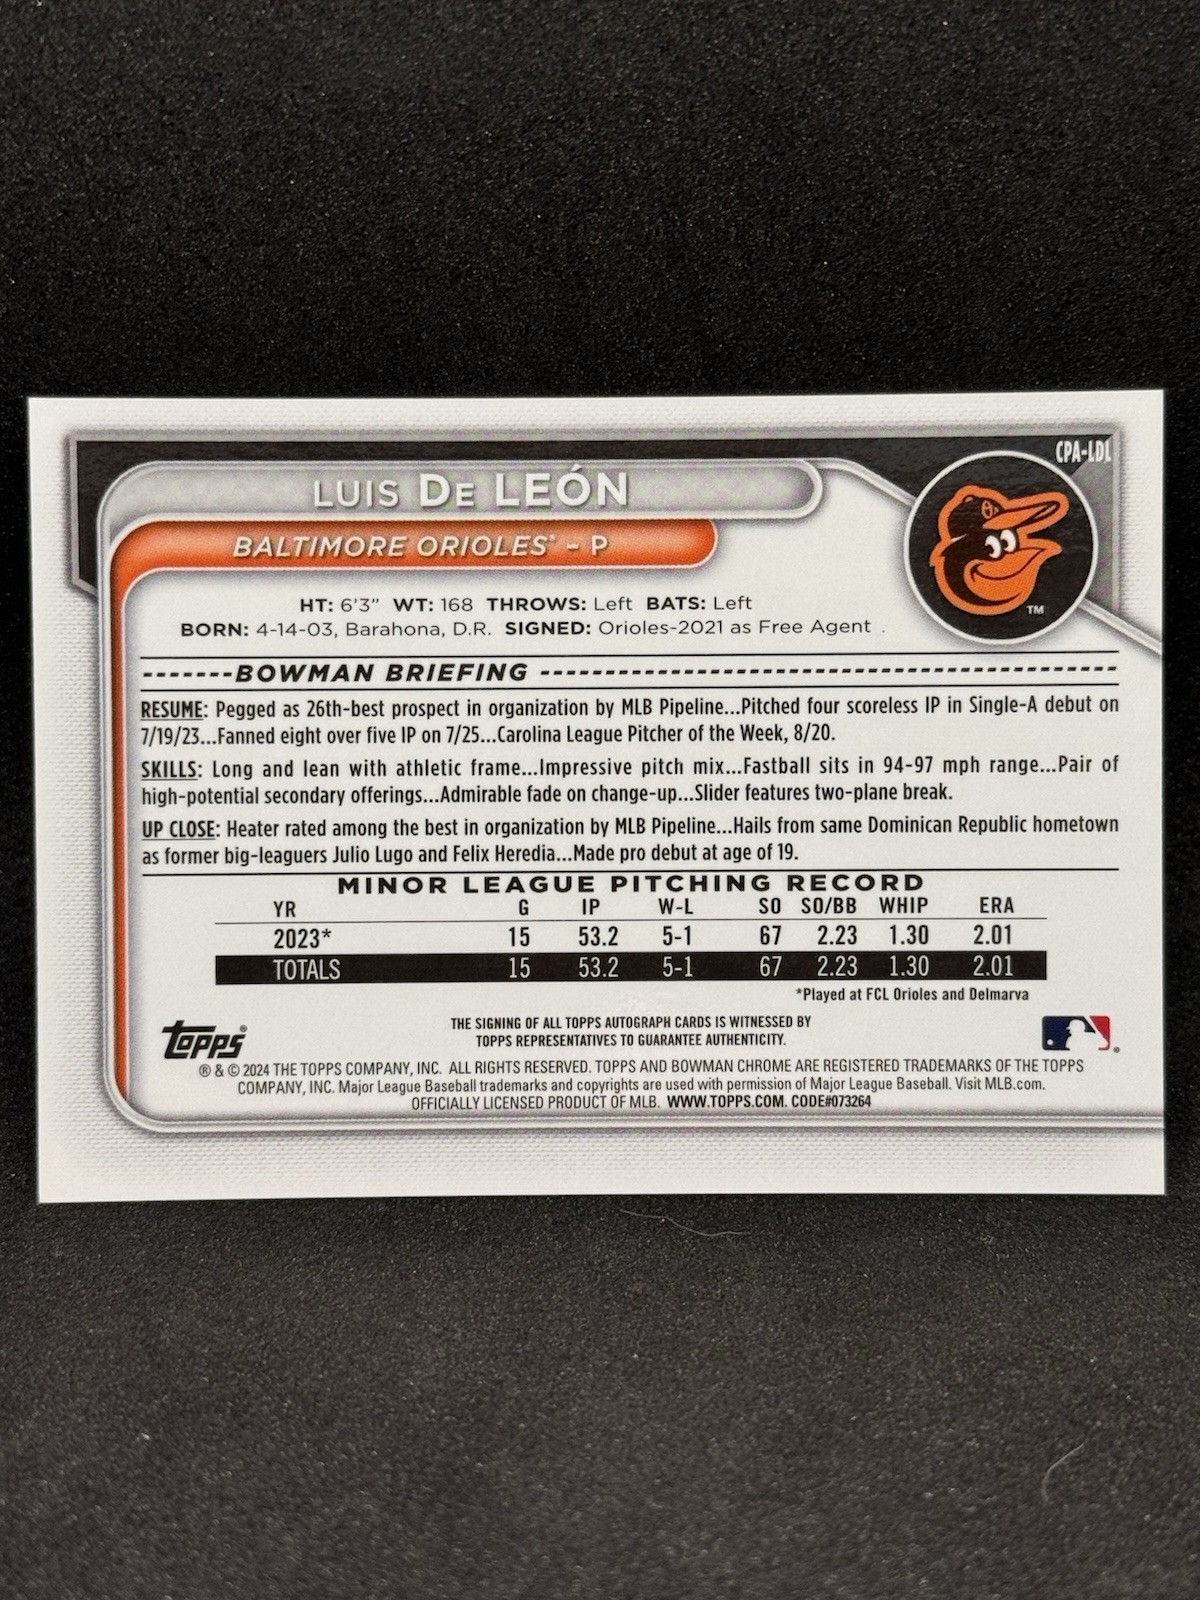 CPA-LDL
LUIS DE LEÓN
BALTIMORE ORIOLES® - P
TM
HT: 6'3" WT: 168 THROWS: Left BATS: Left
BORN: 4-14-03, Barahona, D.R. SIGNED: Orioles-2021 as Free Agent
BOWMAN BRIEFING
RESUME: Pegged as 26th-best prospect in organization by MLB Pipeline...Pitched four scoreless IP in Single-A debut on
7/19/23...Fanned eight over five IP on 7/25...Carolina League Pitcher of the Week, 8/20.
SKILLS: Long and lean with athletic frame...Impressive pitch mix...Fastball sits in 94-97 mph range...Pair of
high-potential secondary offerings...Admirable fade on change-up...Slider features two-plane break.
UP CLOSE: Heater rated among the best in organization by MLB Pipeline...Hails from same Dominican Republic hometown
as former big-leaguers Julio Lugo and Felix Heredia...Made pro debut at age of 19.
MINOR LEAGUE PITCHING RECORD
YR G IP W-L SO SO/BB WHIP ERA
2023* 15 53.2 5-1 67 2.23 1.30 2.01
TOTALS 15 53.2 5-1 67 2.23 1.30 2.01
*Played at FCL Orioles and Delmarva
THE SIGNING OF ALL TOPPS AUTOGRAPH CARDS IS WITNESSED BY
TOPPS REPRESENTATIVES TO GUARANTEE AUTHENTICITY.
Topps®
® & © 2024 THE TOPPS COMPANY, INC. ALL RIGHTS RESERVED. TOPPS AND BOWMAN CHROME ARE REGISTERED TRADEMARKS OF THE TOPPS
COMPANY, INC. Major League Baseball trademarks and copyrights are used with permission of Major League Baseball. Visit MLB.com.
OFFICIALLY LICENSED PRODUCT OF MLB. WWW.TOPPS.COM. CODE#073264